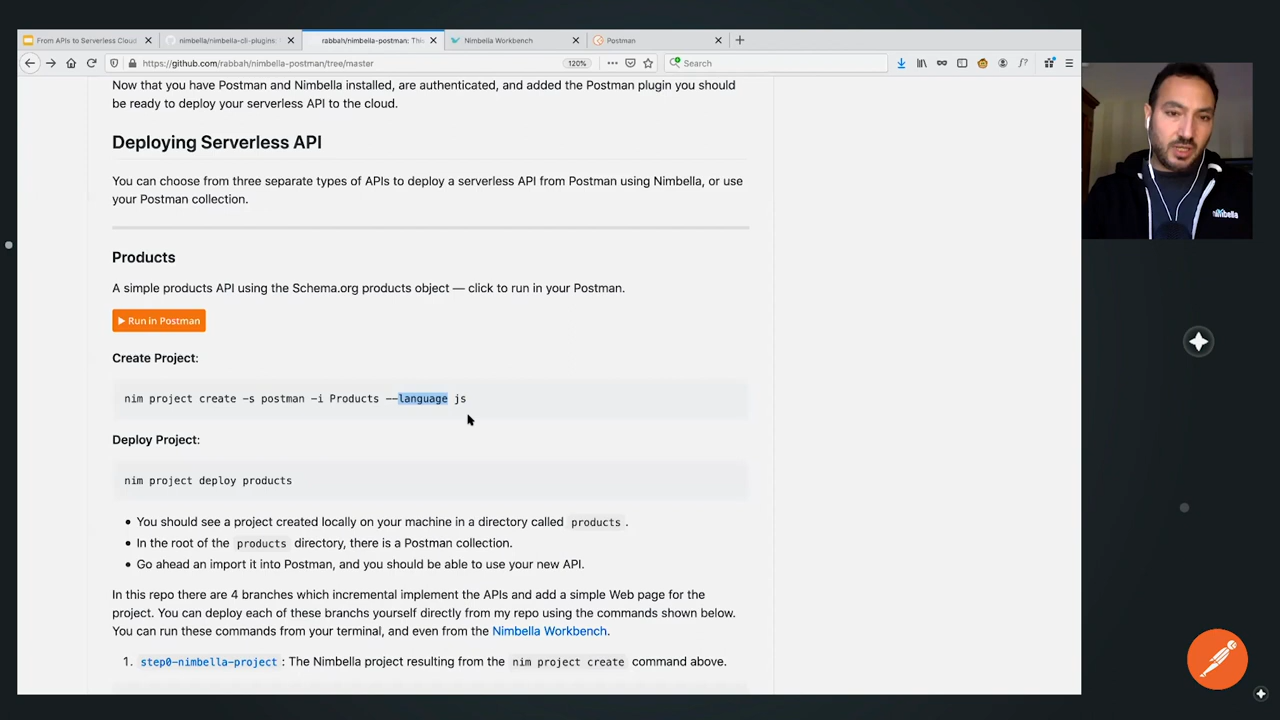 From APIs to Serverless Cloud
nimbella/nimbella-cli-plugins:
rabbah/nimbella-postman: This
Nimbella Workbench
Postman
https://github.com/rabbah/nimbella-postman/tree/master
120%
Search
Now that you have Postman and Nimbella installed, are authenticated, and added the Postman plugin you should
be ready to deploy your serverless API to the cloud.
Deploying Serverless API
You can choose from three separate types of APIs to deploy a serverless API from Postman using Nimbella, or use
your Postman collection.
Products
A simple products API using the Schema.org products object — click to run in your Postman.
Run in Postman
Create Project:
nim project create -s postman -i Products --language js
Deploy Project:
nim project deploy products
• You should see a project created locally on your machine in a directory called products.
• In the root of the products directory, there is a Postman collection.
• Go ahead an import it into Postman, and you should be able to use your new API.
In this repo there are 4 branches which incremental implement the APIs and add a simple Web page for the
project. You can deploy each of these branchs yourself directly from my repo using the commands shown below.
You can run these commands from your terminal, and even from the Nimbella Workbench.
1. step0-nimbella-project: The Nimbella project resulting from the nim project create command above.
nimbella